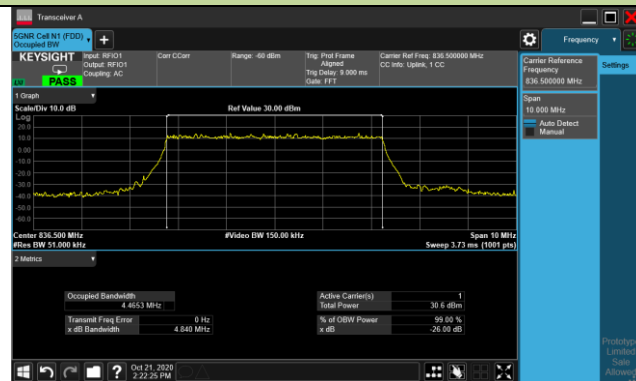 Transceiver A
5GNR Cell N1 (FDD)
Occupied BW
Frequency
KEYSIGHT
Input: RFIO1
Output: RFIO1
Coupling: AC
Corr CCorr
Range: -60 dBm
Trig: Prot Frame
Aligned
Trig Delay: 9.000 ms
Gate: FFT
Carrier Ref Freq: 836.500000 MHz
CC Info: Uplink, 1 CC
LM
PASS
Carrier Reference
Frequency
836.500000 MHz
Settings
Span
10.000 MHz
Auto Detect
Manual
1 Graph
Scale/Div 10.0 dB
Ref Value 30.00 dBm
Log
20.0
10.0
0.0
-10.0
-20.0
-30.0
-40.0
-50.0
-60.0
Center 836.500 MHz
#Video BW 150.00 kHz
Span 10 MHz
#Res BW 51.000 kHz
Sweep 3.73 ms (1001 pts)
2 Metrics
Occupied Bandwidth
4.4653 MHz
Active Carrier(s)
1
Total Power
30.6 dBm
Transmit Freq Error
0 Hz
x dB Bandwidth
4.840 MHz
% of OBW Power
99.00 %
x dB
-26.00 dB
Oct 21, 2020
2:22:25 PM
Prototype
Limited
Sale
Allowed